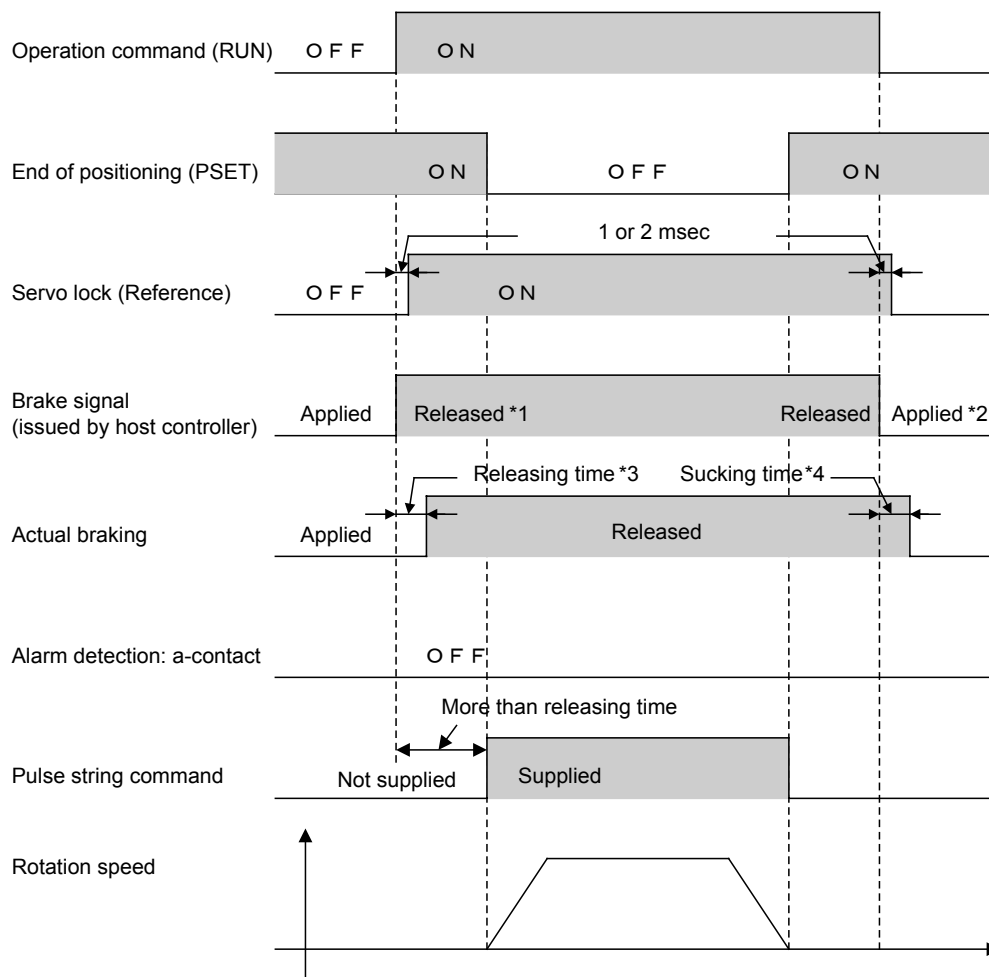 Operation command (RUN)
OFF
ON
End of positioning (PSET)
ON
OFF
ON
1 or 2 msec
Servo lock (Reference)
OFF
ON
Brake signal
(issued by host controller)
Applied
Released *1
Released
Applied *2
Releasing time *3
Sucking time *4
Actual braking
Applied
Released
Alarm detection: a-contact
OFF
More than releasing time
Pulse string command
Not supplied
Supplied
Rotation speed